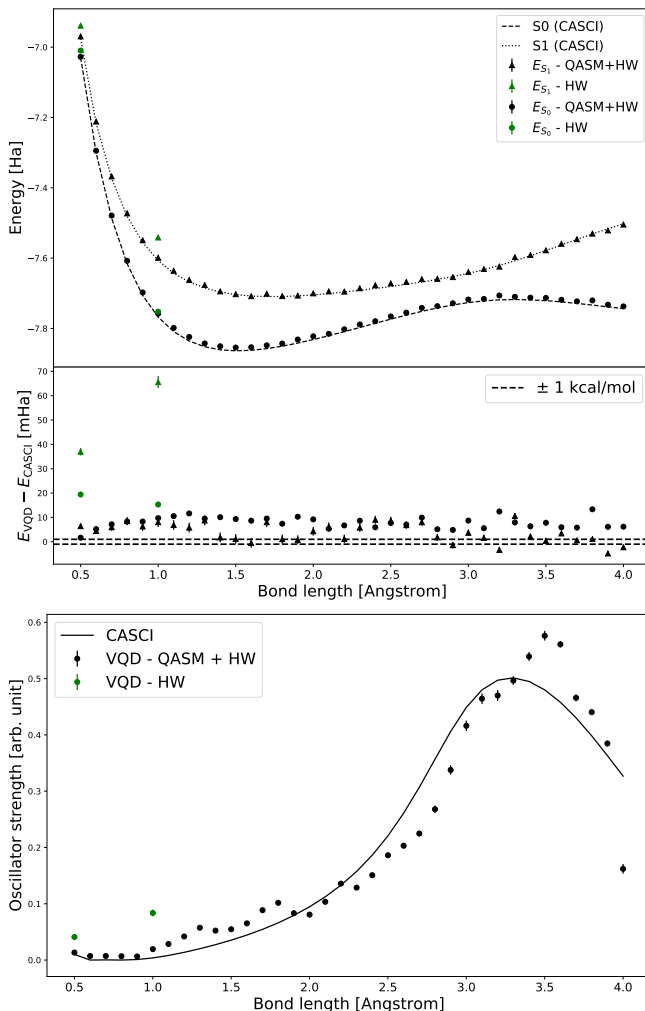 S0 (CASCI)
S1 (CASCI)
E_{S_1} - QASM+HW
E_{S_1} - HW
E_{S_0} - QASM+HW
E_{S_0} - HW
Energy [Ha]
−7.0
−7.2
−7.4
−7.6
−7.8
± 1 kcal/mol
E_{VQD} − E_{CASCI} [mHa]
70
60
50
40
30
20
10
0
0.5 1.0 1.5 2.0 2.5 3.0 3.5 4.0
Bond length [Angstrom]
CASCI
VQD - QASM + HW
VQD - HW
Oscillator strength [arb. unit]
0.6
0.5
0.4
0.3
0.2
0.1
0.0
0.5 1.0 1.5 2.0 2.5 3.0 3.5 4.0
Bond length [Angstrom]